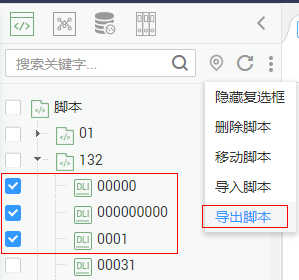 搜索关键字...
隐藏复选框
删除脚本
移动脚本
导入脚本
导出脚本
脚本
01
132
DLI 00000
DLI 000000000
DLI 0001
DLI 00031